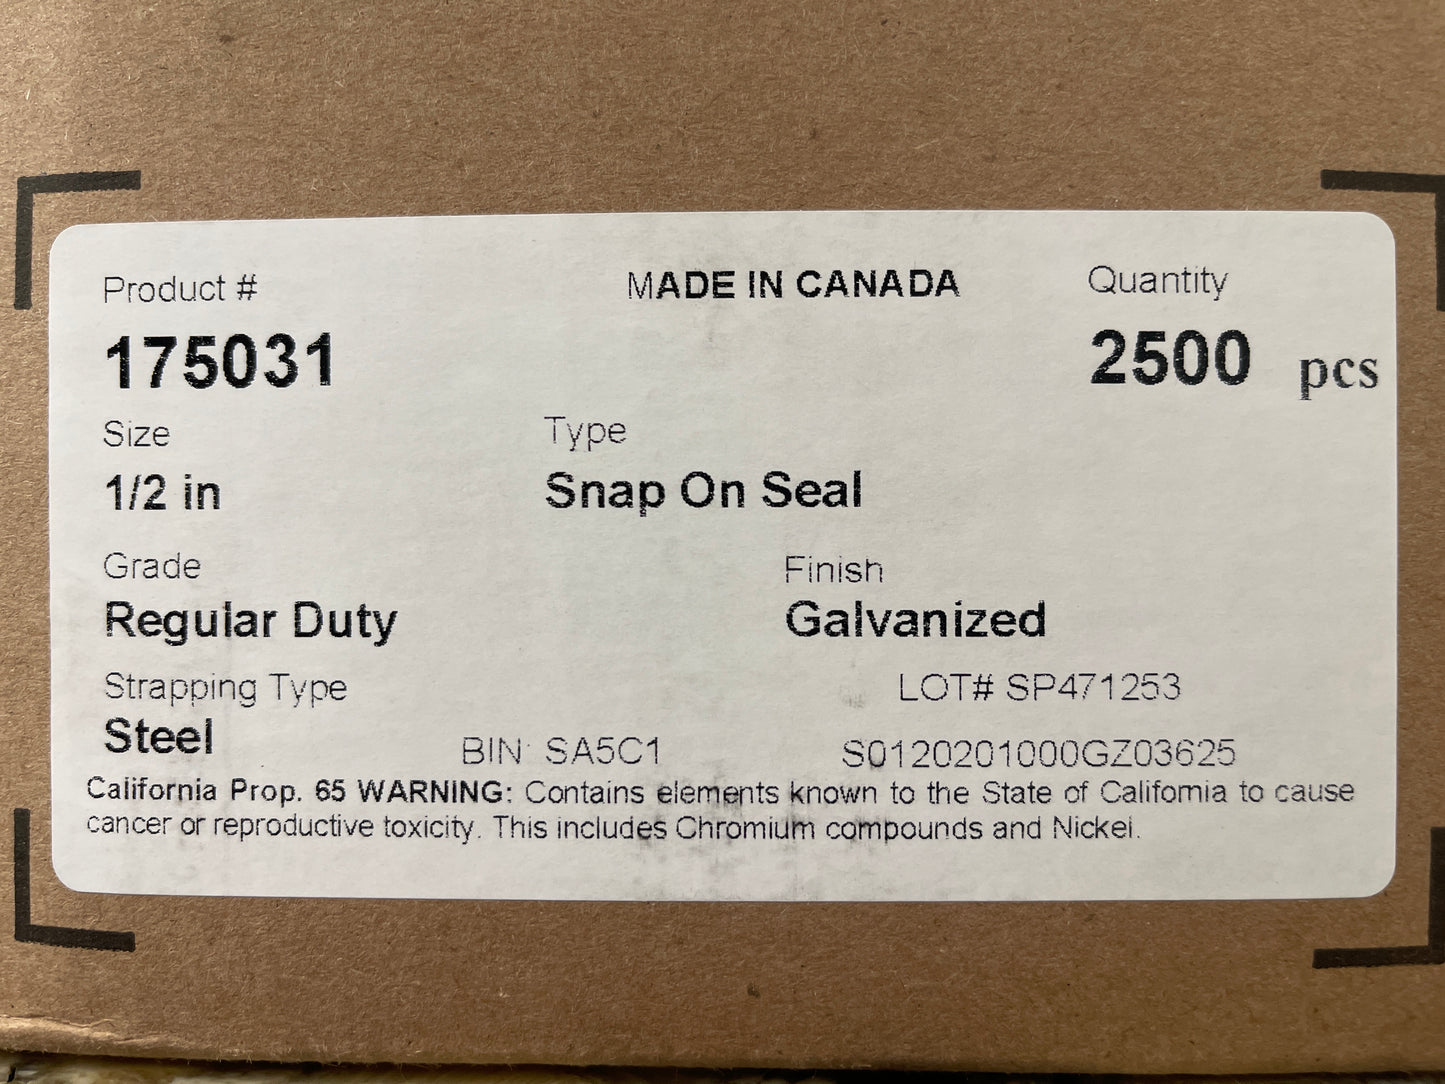 Product # MADE IN CANADA Quantity
175031 2500 pcs
Size Type
1/2 in Snap On Seal
Grade Finish
Regular Duty Galvanized
Strapping Type LOT# SP471253
Steel BIN: SA5C1 S0120201000GZ03625
California Prop. 65 WARNING: Contains elements known to the State of California to cause
cancer or reproductive toxicity. This includes Chromium compounds and Nickel.